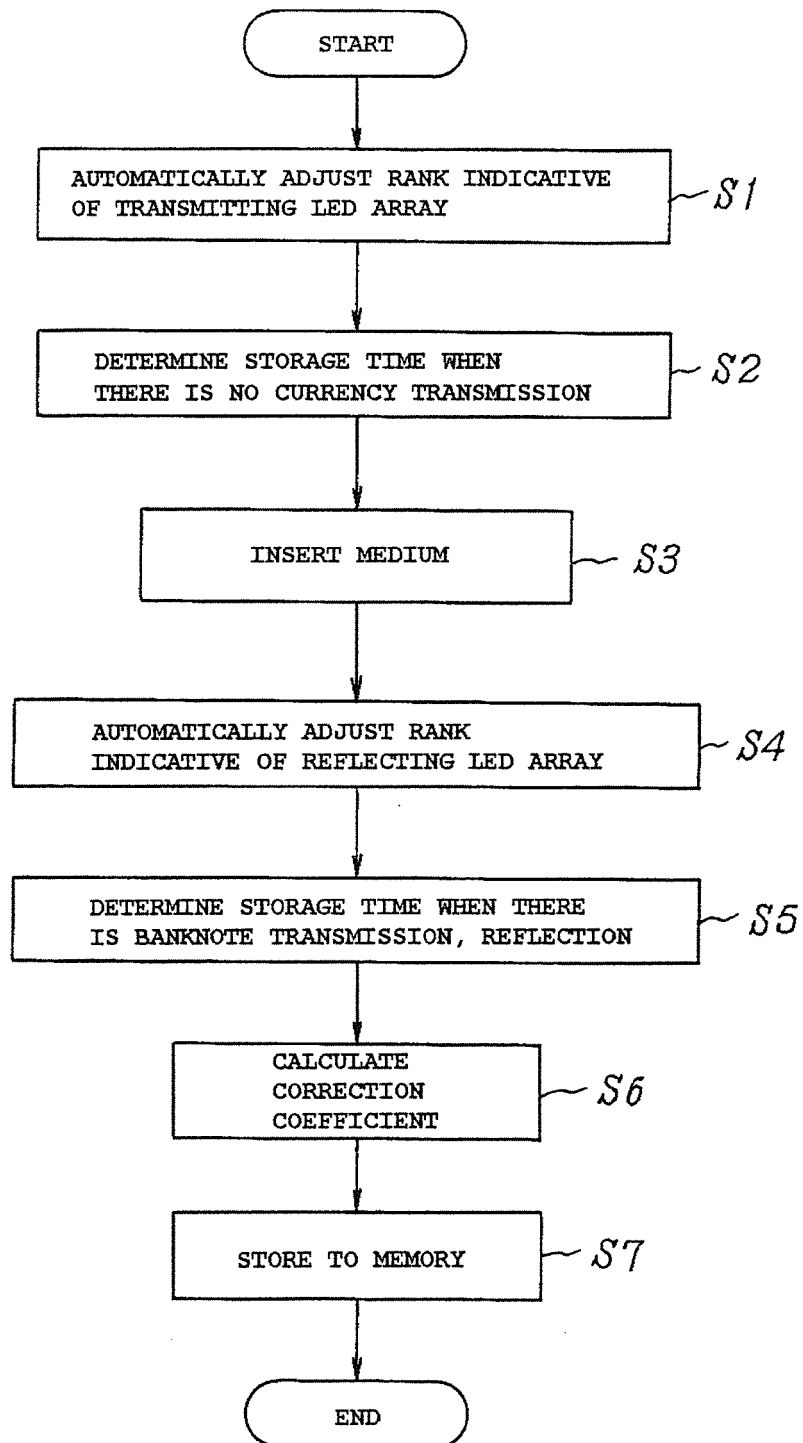 START
AUTOMATICALLY ADJUST RANK INDICATIVE
OF TRANSMITTING LED ARRAY
S1
DETERMINE STORAGE TIME WHEN
THERE IS NO CURRENCY TRANSMISSION
S2
INSERT MEDIUM
S3
AUTOMATICALLY ADJUST RANK
INDICATIVE OF REFLECTING LED ARRAY
S4
DETERMINE STORAGE TIME WHEN THERE
IS BANKNOTE TRANSMISSION, REFLECTION
S5
CALCULATE
CORRECTION
COEFFICIENT
S6
STORE TO MEMORY
S7
END